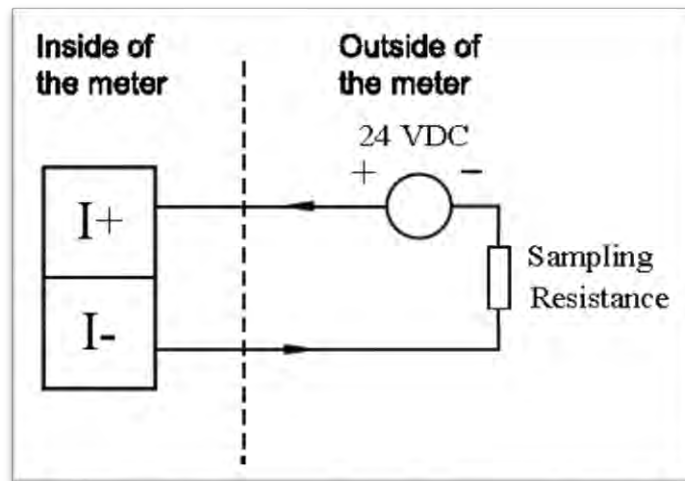 Inside of
the meter
Outside of
the meter
24 VDC
+ −
I+
I-
Sampling
Resistance